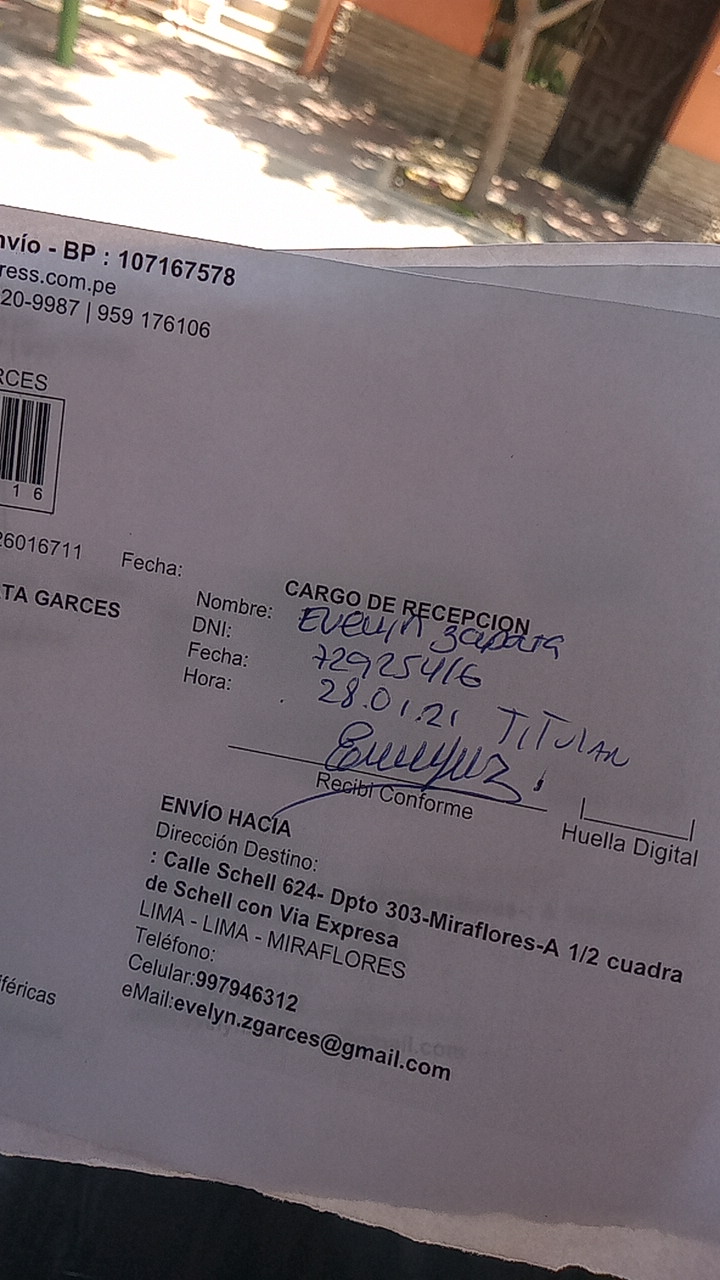 nvío - BP : 107167578
ress.com.pe
20-9987 | 959 176106
RCES
1 6
26016711 Fecha:
TA GARCES
CARGO DE RECEPCION
Nombre: Evelyn Zapata
DNI: 72925416
Fecha: 28.01.21 TITULAR
Hora:
Recibi Conforme
Huella Digital
ENVÍO HACIA
Dirección Destino:
: Calle Schell 624- Dpto 303-Miraflores-A 1/2 cuadra
de Schell con Via Expresa
LIMA - LIMA - MIRAFLORES
Teléfono:
Celular:997946312
eMail:evelyn.zgarces@gmail.com
iféricas